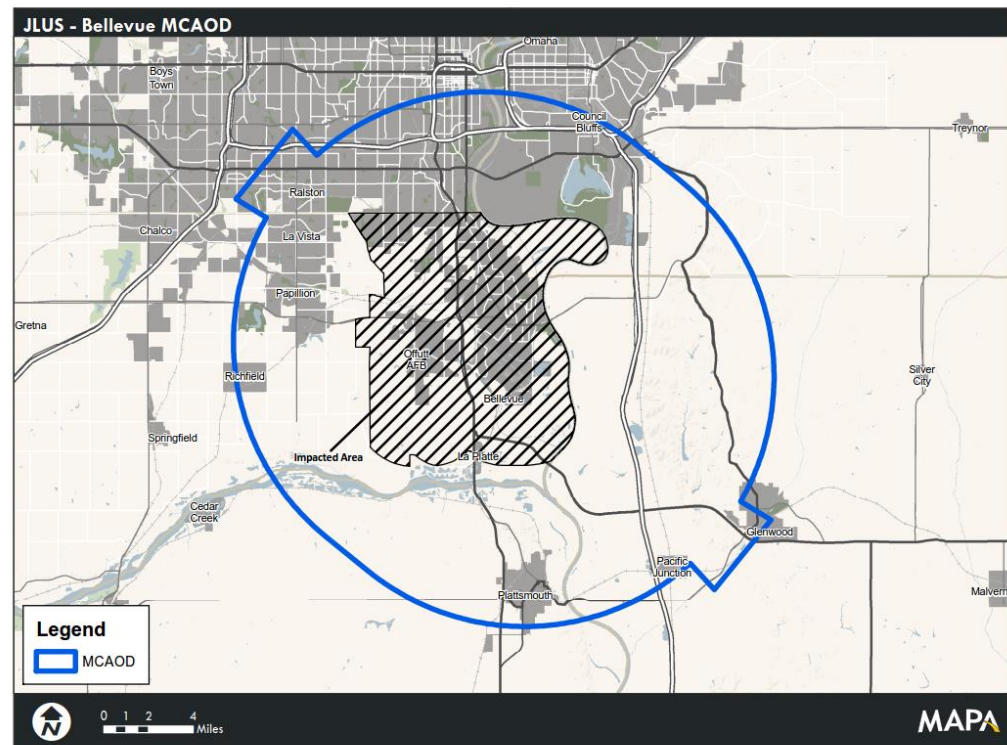 JLUS - Bellevue MCAOD
Omaha
Boys
Town
Council
Bluffs
Treynor
Ralston
Chalco
La Vista
Papillion
Gretna
Offutt
AFB
Richfield
Silver
City
Bellevue
Springfield
Impacted Area
La Platte
Cedar
Creek
Glenwood
Pacific
Junction
Plattsmouth
Malvern
Legend
MCAOD
N
0 1 2 4
Miles
MAPA